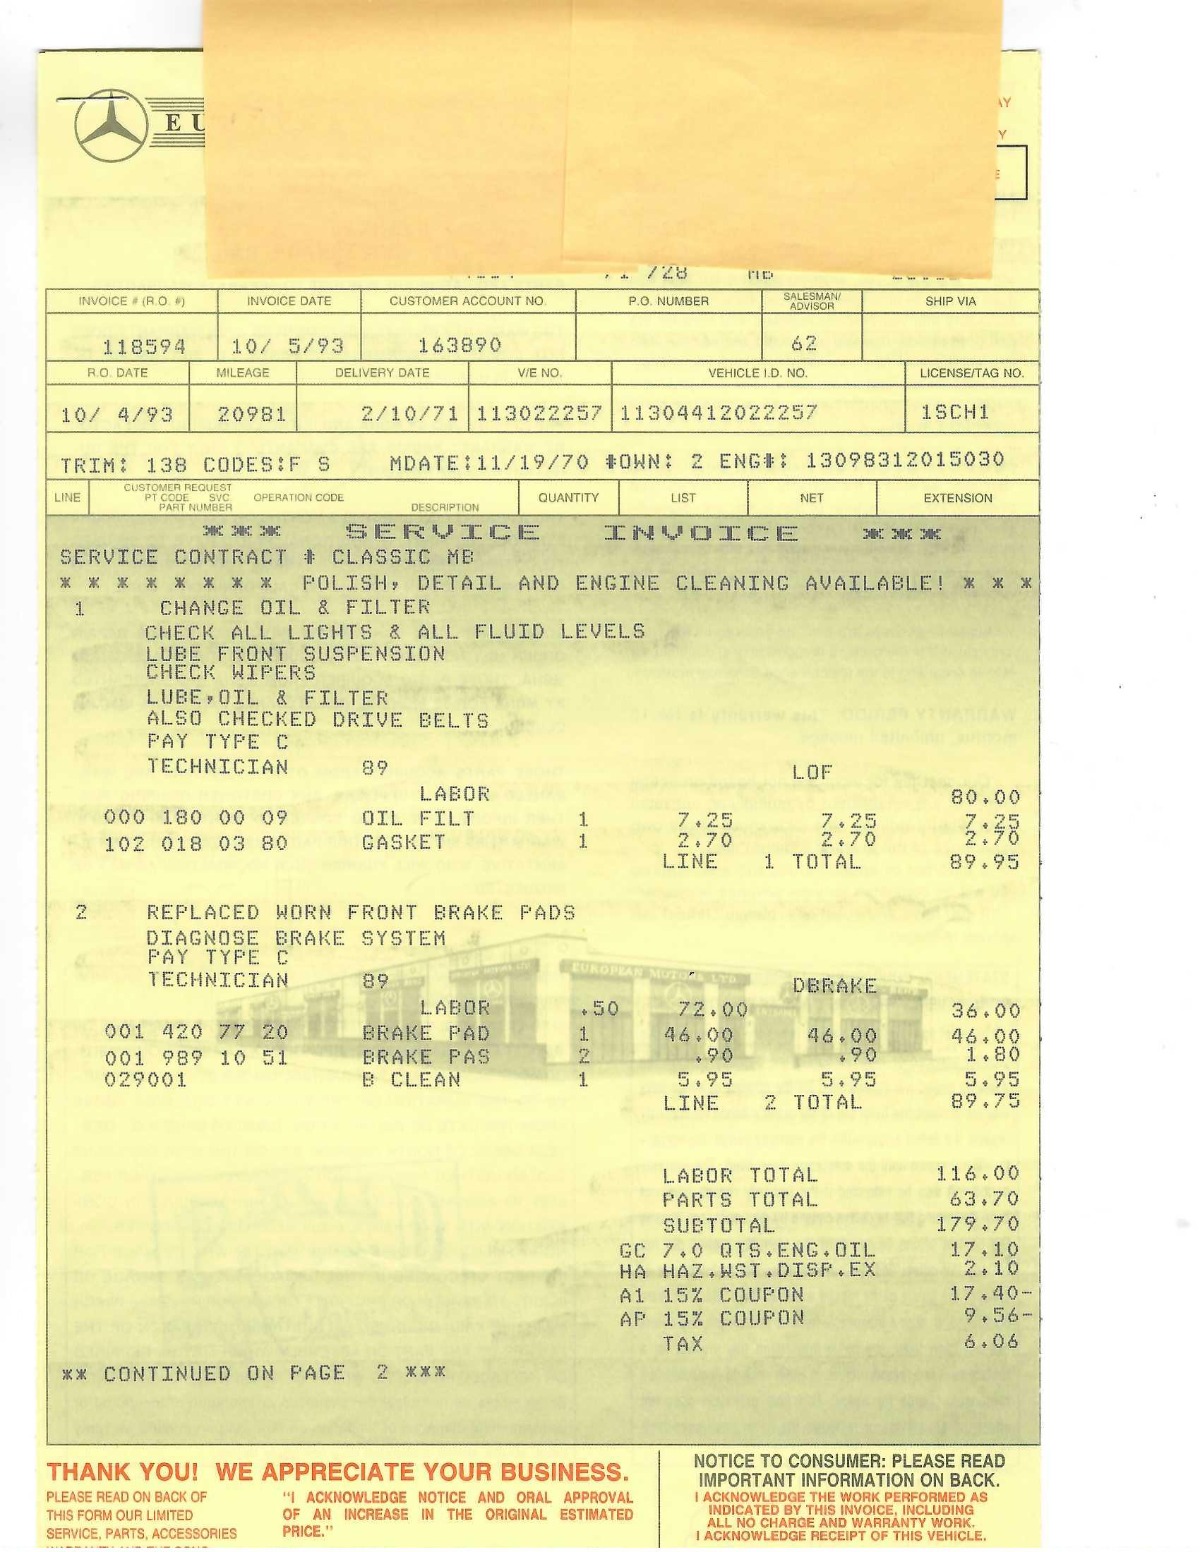 EU
AY
Y
E
/28 MB
INVOICE # (R.O. #) INVOICE DATE CUSTOMER ACCOUNT NO. P.O. NUMBER SALESMAN/ADVISOR SHIP VIA
118594 10/ 5/93 163890 62
R.O. DATE MILEAGE DELIVERY DATE V/E NO. VEHICLE I.D. NO. LICENSE/TAG NO.
10/ 4/93 20981 2/10/71 113022257 11304412022257 1SCH1
TRIM: 138 CODES:F S MDATE:11/19/70 #OWN: 2 ENG#: 13098312015030
LINE CUSTOMER REQUEST PT CODE SVC PART NUMBER OPERATION CODE DESCRIPTION QUANTITY LIST NET EXTENSION
*** SERVICE INVOICE ***
SERVICE CONTRACT # CLASSIC MB
* * * * * * * * POLISH, DETAIL AND ENGINE CLEANING AVAILABLE! * * *
1 CHANGE OIL & FILTER
CHECK ALL LIGHTS & ALL FLUID LEVELS
LUBE FRONT SUSPENSION
CHECK WIPERS
LUBE,OIL & FILTER
ALSO CHECKED DRIVE BELTS
PAY TYPE C
TECHNICIAN 89 LOF
LABOR 80.00
000 180 00 09 OIL FILT 1 7.25 7.25 7.25
102 018 03 80 GASKET 1 2.70 2.70 2.70
LINE 1 TOTAL 89.95
2 REPLACED WORN FRONT BRAKE PADS
DIAGNOSE BRAKE SYSTEM
PAY TYPE C
EUROPEAN MOTORS LTD.
TECHNICIAN 89 DBRAKE
LABOR .50 72.00 36.00
001 420 77 20 BRAKE PAD 1 46.00 46.00 46.00
001 989 10 51 BRAKE PAS 2 .90 .90 1.80
029001 B CLEAN 1 5.95 5.95 5.95
LINE 2 TOTAL 89.75
LABOR TOTAL 116.00
PARTS TOTAL 63.70
SUBTOTAL 179.70
GC 7.0 QTS.ENG.OIL 17.10
HA HAZ.WST.DISP.EX 2.10
A1 15% COUPON 17.40-
AP 15% COUPON 9.56-
TAX 6.06
** CONTINUED ON PAGE 2 ***
THANK YOU! WE APPRECIATE YOUR BUSINESS.
PLEASE READ ON BACK OF
THIS FORM OUR LIMITED
SERVICE, PARTS, ACCESSORIES
"I ACKNOWLEDGE NOTICE AND ORAL APPROVAL
OF AN INCREASE IN THE ORIGINAL ESTIMATED
PRICE."
NOTICE TO CONSUMER: PLEASE READ
IMPORTANT INFORMATION ON BACK.
I ACKNOWLEDGE THE WORK PERFORMED AS
INDICATED BY THIS INVOICE, INCLUDING
ALL NO CHARGE AND WARRANTY WORK.
I ACKNOWLEDGE RECEIPT OF THIS VEHICLE.